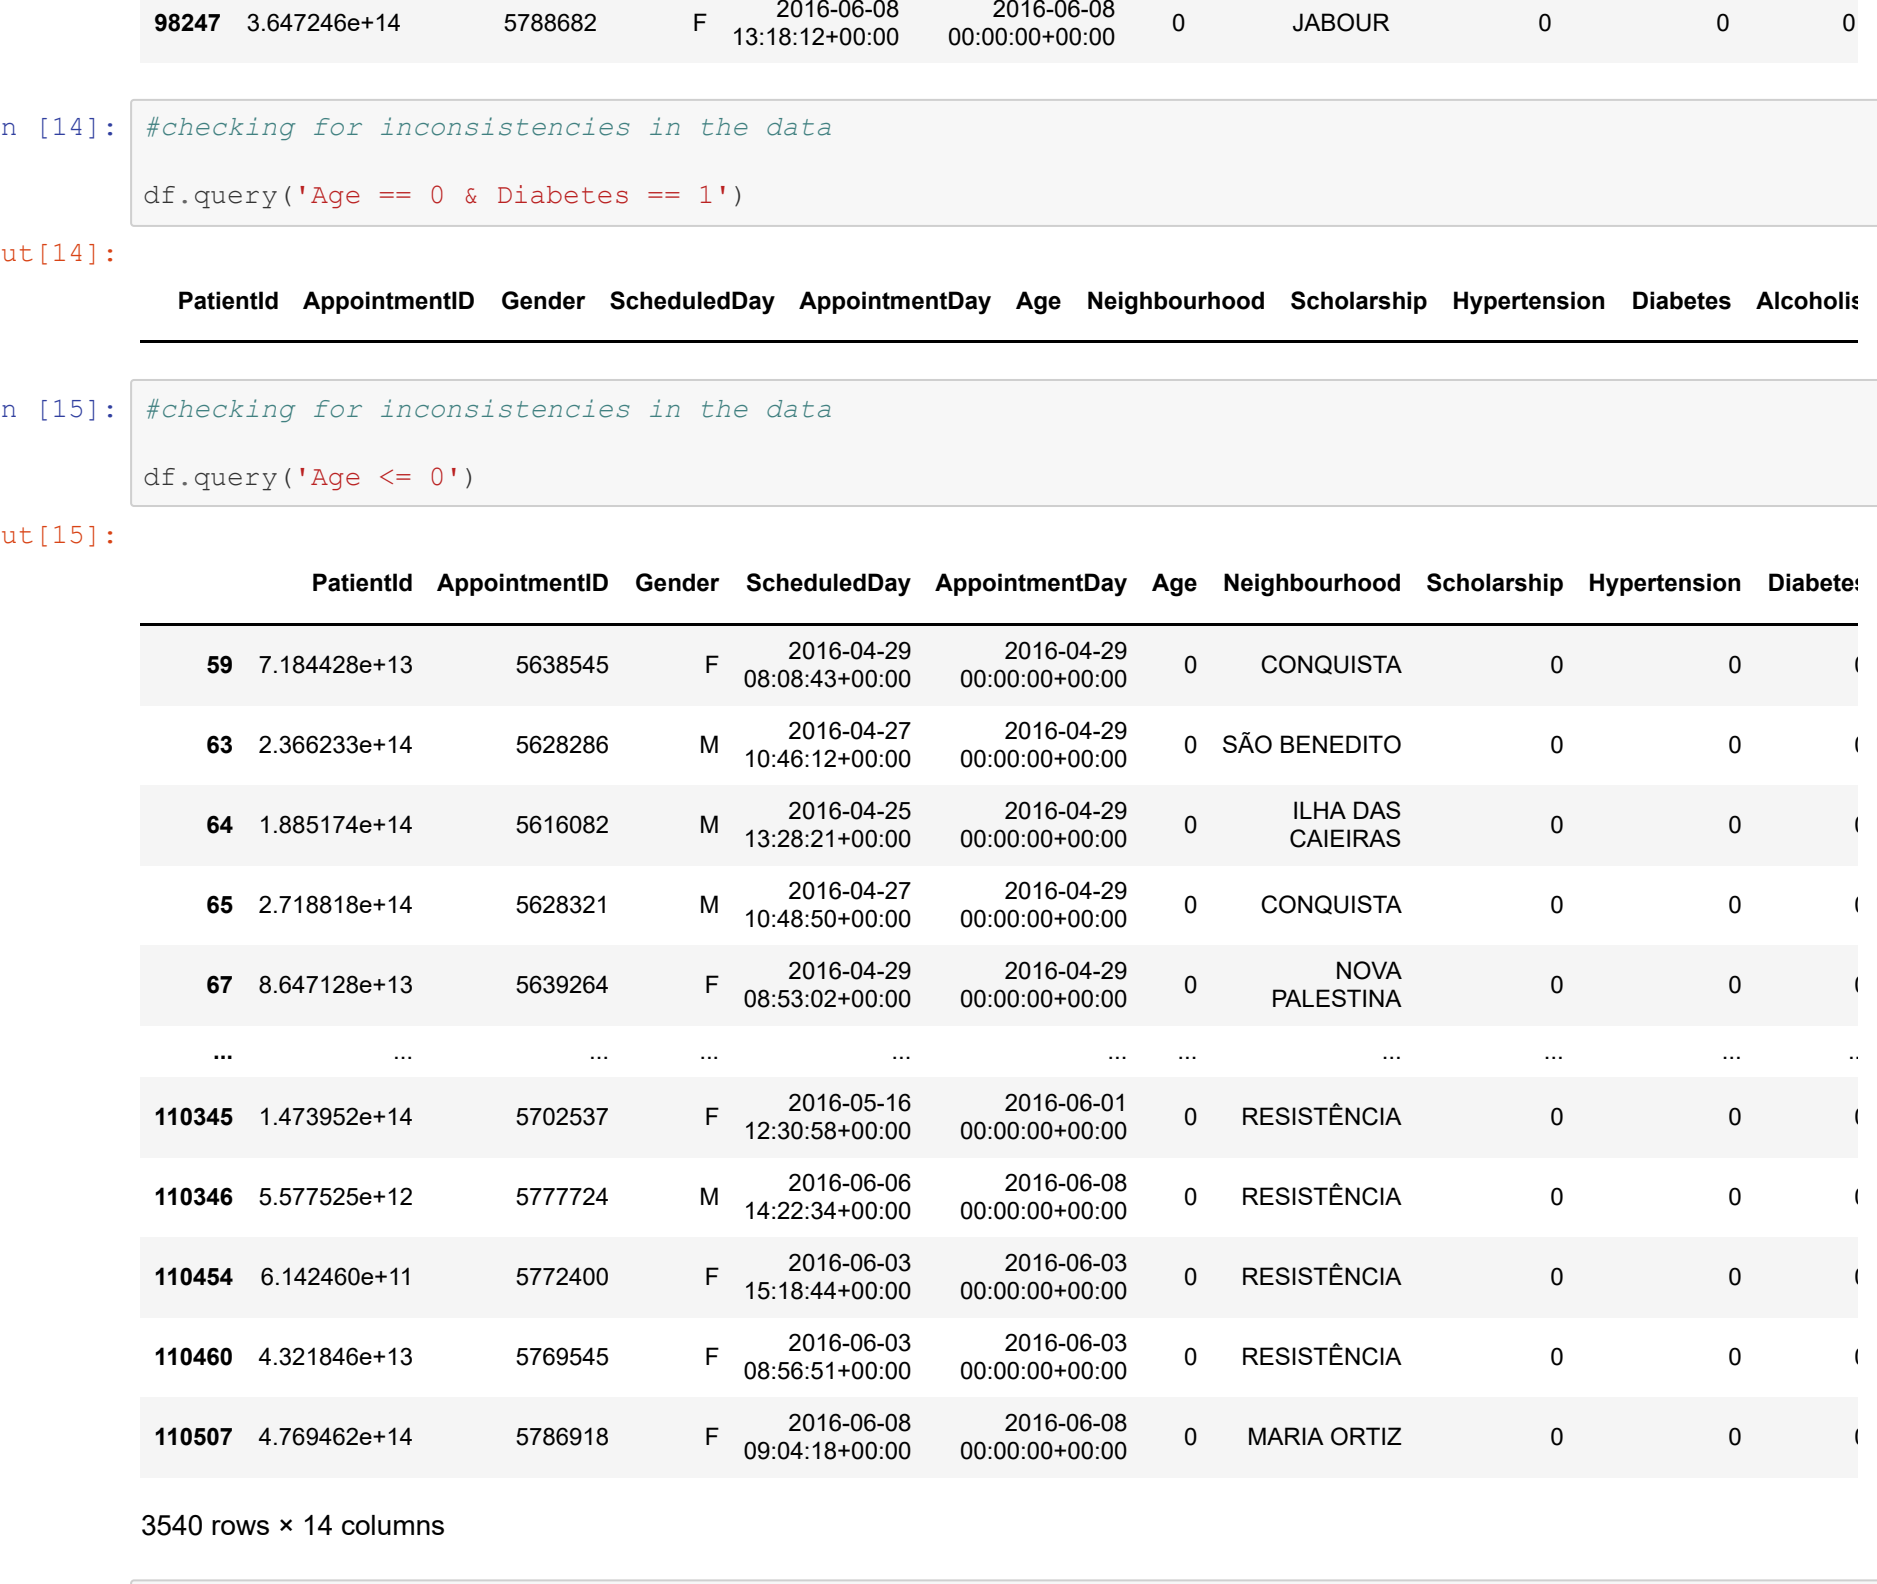 2016-06-08 2016-06-08
98247 3.647246e+14 5788682 F 13:18:12+00:00 00:00:00+00:00 0 JABOUR 0 0 0
n [14]: #checking for inconsistencies in the data
df.query('Age == 0 & Diabetes == 1')
ut[14]:
PatientId AppointmentID Gender ScheduledDay AppointmentDay Age Neighbourhood Scholarship Hypertension Diabetes Alcoholis
n [15]: #checking for inconsistencies in the data
df.query('Age <= 0')
ut[15]:
PatientId AppointmentID Gender ScheduledDay AppointmentDay Age Neighbourhood Scholarship Hypertension Diabetes
59 7.184428e+13 5638545 F 2016-04-29 08:08:43+00:00 2016-04-29 00:00:00+00:00 0 CONQUISTA 0 0 0
63 2.366233e+14 5628286 M 2016-04-27 10:46:12+00:00 2016-04-29 00:00:00+00:00 0 SÃO BENEDITO 0 0 0
64 1.885174e+14 5616082 M 2016-04-25 13:28:21+00:00 2016-04-29 00:00:00+00:00 0 ILHA DAS CAIEIRAS 0 0 0
65 2.718818e+14 5628321 M 2016-04-27 10:48:50+00:00 2016-04-29 00:00:00+00:00 0 CONQUISTA 0 0 0
67 8.647128e+13 5639264 F 2016-04-29 08:53:02+00:00 2016-04-29 00:00:00+00:00 0 NOVA PALESTINA 0 0 0
... ... ... ... ... ... ... ... ... ... ...
110345 1.473952e+14 5702537 F 2016-05-16 12:30:58+00:00 2016-06-01 00:00:00+00:00 0 RESISTÊNCIA 0 0 0
110346 5.577525e+12 5777724 M 2016-06-06 14:22:34+00:00 2016-06-08 00:00:00+00:00 0 RESISTÊNCIA 0 0 0
110454 6.142460e+11 5772400 F 2016-06-03 15:18:44+00:00 2016-06-03 00:00:00+00:00 0 RESISTÊNCIA 0 0 0
110460 4.321846e+13 5769545 F 2016-06-03 08:56:51+00:00 2016-06-03 00:00:00+00:00 0 RESISTÊNCIA 0 0 0
110507 4.769462e+14 5786918 F 2016-06-08 09:04:18+00:00 2016-06-08 00:00:00+00:00 0 MARIA ORTIZ 0 0 0
3540 rows × 14 columns